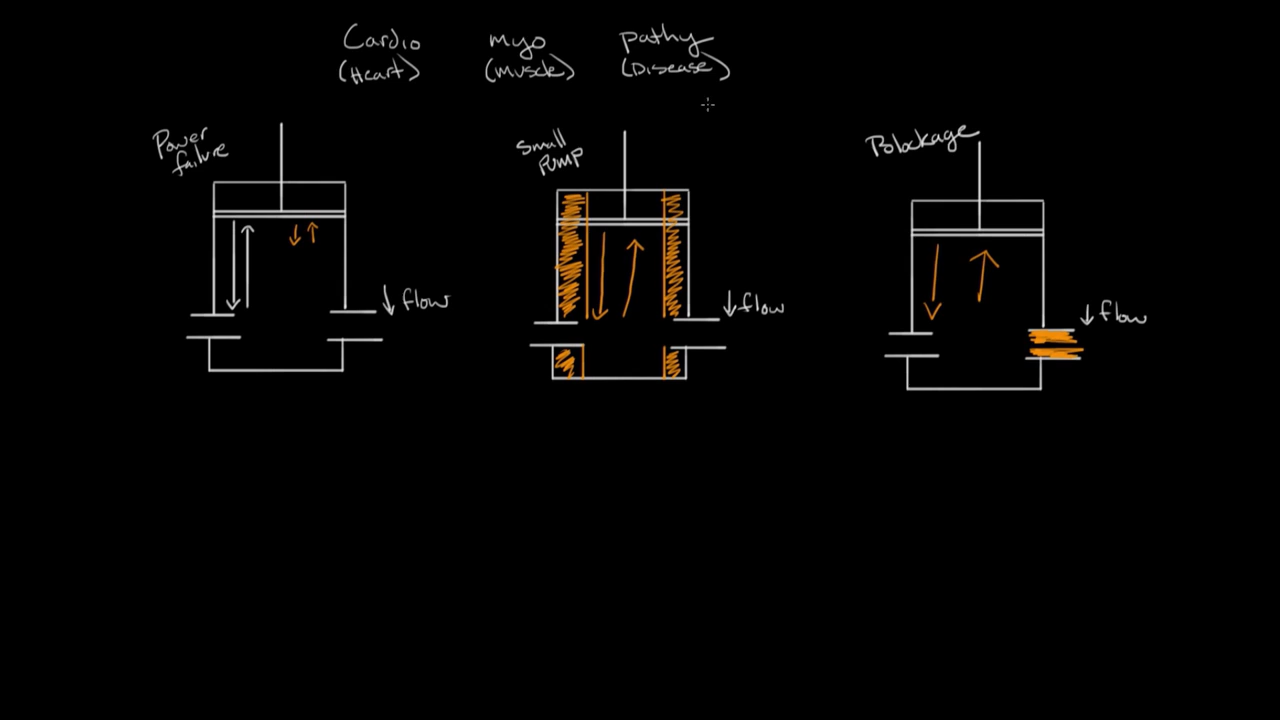 Cardio myo pathy
(Heart) (Muscle) (Disease)
Power
failure
↓ flow
Small
PUMP
↓ flow
Blockage
↓ flow